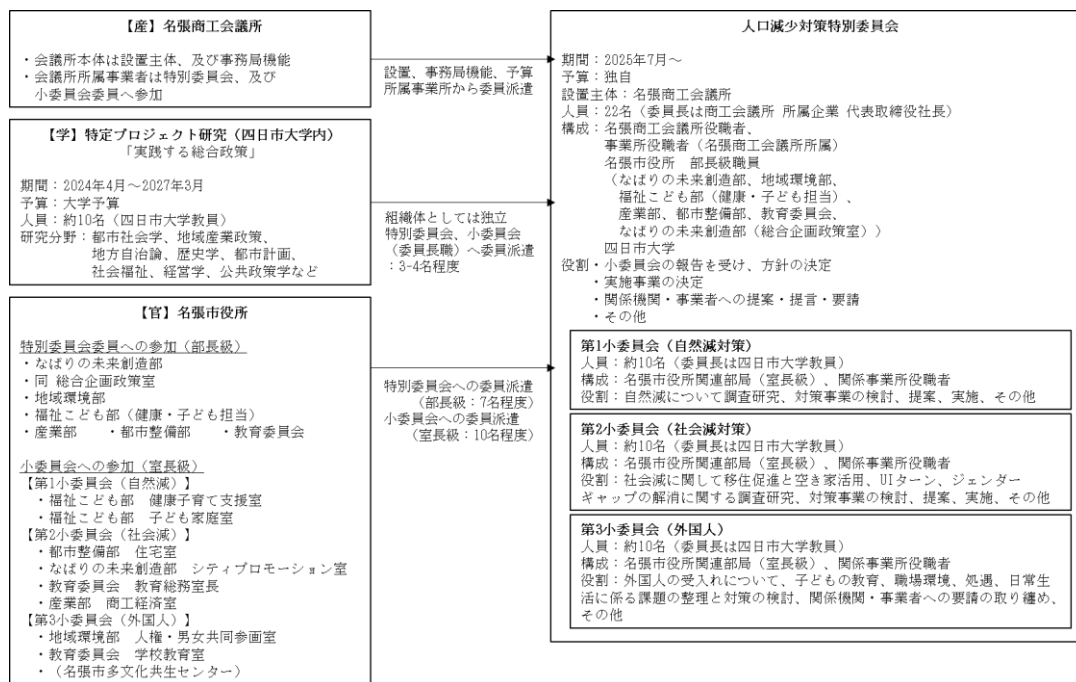 【産】名張商工会議所
・会議所本体は設置主体、及び事務局機能
・会議所所属事業者は特別委員会、及び
小委員会委員へ参加
設置、事務局機能、予算
所属事業所から委員派遣
【学】特定プロジェクト研究（四日市大学内）
「実践する総合政策」
期間：2024年4月～2027年3月
予算：大学予算
人員：約10名（四日市大学教員）
研究分野：都市社会学、地域産業政策、
地方自治論、歴史学、都市計画、
社会福祉、経営学、公共政策学など
組織体としては独立
特別委員会、小委員会
（委員長職）へ委員派遣
：3-4名程度
【官】名張市役所
特別委員会委員への参加（部長級）
・なばりの未来創造部
・同 総合企画政策室
・地域環境部
・福祉こども部（健康・子ども担当）
・産業部　・都市整備部　・教育委員会
小委員会への参加（室長級）
【第1小委員会（自然減）
・福祉こども部　健康子育て支援室
・福祉こども部　子ども家庭室
【第2小委員会（社会減）
・都市整備部　住宅室
・なばりの未来創造部　シティプロモーション室
・教育委員会　教育総務室長
・産業部　商工経済室
【第3小委員会（外国人）
・地域環境部　人権・男女共同参画室
・教育委員会　学校教育室
・（名張市多文化共生センター）
特別委員会への委員派遣
（部長級：7名程度）
小委員会への委員派遣
（室長級：10名程度）
人口減少対策特別委員会
期間：2025年7月～
予算：独自
設置主体：名張商工会議所
人員：22名（委員長は商工会議所 所属企業 代表取締役社長）
構成：名張商工会議所役職者、
事業所役職者（名張商工会議所所属）
名張市役所　部長級職員
（なばりの未来創造部、地域環境部、
福祉こども部（健康・子ども担当）、
産業部、都市整備部、教育委員会、
なばりの未来創造部（総合企画政策室））
四日市大学
役割・小委員会の報告を受け、方針の決定
・実施事業の決定
・関係機関・事業者への提案・提言・要請
・その他
第1小委員会（自然減対策）
人員：約10名（委員長は四日市大学教員）
構成：名張市役所関連部局（室長級）、関係事業所役職者
役割：自然減について調査研究、対策事業の検討、提案、実施、その他
第2小委員会（社会減対策）
人員：約10名（委員長は四日市大学教員）
構成：名張市役所関連部局（室長級）、関係事業所役職者
役割：社会減に関して移住促進と空き家活用、UIターン、ジェンダー
ギャップの解消に関する調査研究、対策事業の検討、提案、実施、その他
第3小委員会（外国人）
人員：約10名（委員長は四日市大学教員）
構成：名張市役所関連部局（室長級）、関係事業所役職者
役割：外国人の受入れについて、子どもの教育、職場環境、処遇、日常生
活に係る課題の整理と対策の検討、関係機関・事業者への要請の取り纏め、
その他